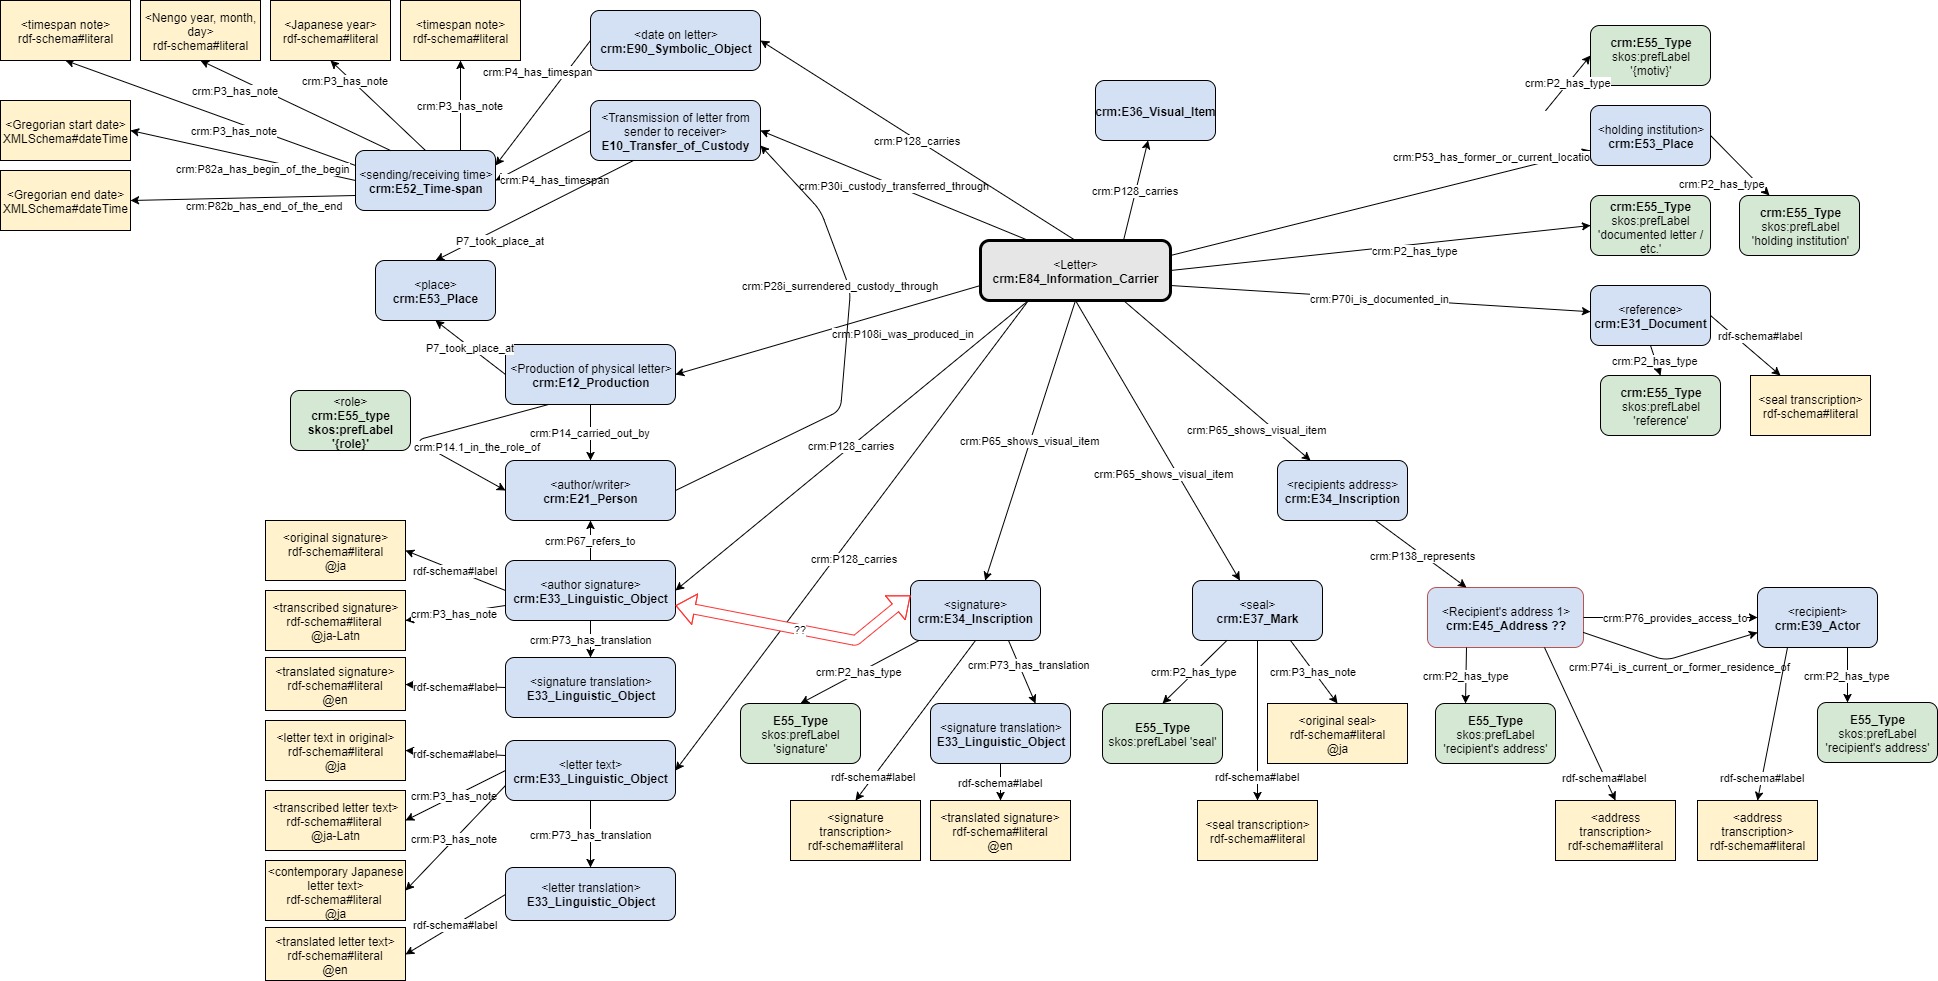 <timespan note>
rdf-schema#literal
<Nengo year, month,
day>
rdf-schema#literal
<Japanese year>
rdf-schema#literal
<timespan note>
rdf-schema#literal
<date on letter>
crm:E90_Symbolic_Object
crm:P4_has_timespan
crm:P3_has_note
crm:P3_has_note
crm:P3_has_note
crm:P3_has_note
<Gregorian start date>
XMLSchema#dateTime
<Gregorian end date>
XMLSchema#dateTime
crm:P82a_has_begin_of_the_begin
crm:P82b_has_end_of_the_end
<sending/receiving time>
crm:E52_Time-span
<Transmission of letter from
sender to receiver>
E10_Transfer_of_Custody
crm:P4_has_timespan
P7_took_place_at
<place>
crm:E53_Place
P7_took_place_at
crm:P128_carries
crm:P30i_custody_transferred_through
crm:P28i_surrendered_custody_through
crm:P108i_was_produced_in
crm:E36_Visual_Item
crm:P128_carries
<Letter>
crm:E84_Information_Carrier
crm:E55_Type
skos:prefLabel
'{motiv}'
crm:P2_has_type
<holding institution>
crm:E53_Place
crm:P53_has_former_or_current_locatio
crm:P2_has_type
crm:E55_Type
skos:prefLabel
'documented letter /
etc.'
crm:E55_Type
skos:prefLabel
'holding institution'
crm:P2_has_type
crm:P70i_is_documented_in
<reference>
crm:E31_Document
rdf-schema#label
crm:P2_has_type
crm:E55_Type
skos:prefLabel
'reference'
<seal transcription>
rdf-schema#literal
<Production of physical letter>
crm:E12_Production
<role>
crm:E55_type
skos:prefLabel
'{role}'
crm:P14.1_in_the_role_of
crm:P14_carried_out_by
<author/writer>
crm:E21_Person
crm:P67_refers_to
<original signature>
rdf-schema#literal
@ja
<transcribed signature>
rdf-schema#literal
@ja-Latn
<translated signature>
rdf-schema#literal
@en
rdf-schema#label
crm:P3_has_note
<author signature>
crm:E33_Linguistic_Object
crm:P73_has_translation
<signature translation>
E33_Linguistic_Object
rdf-schema#label
<letter text in original>
rdf-schema#literal
@ja
<transcribed letter text>
rdf-schema#literal
@ja-Latn
<contemporary Japanese
letter text>
rdf-schema#literal
@ja
<translated letter text>
rdf-schema#literal
@en
rdf-schema#label
crm:P3_has_note
crm:P3_has_note
<letter text>
crm:E33_Linguistic_Object
crm:P73_has_translation
<letter translation>
E33_Linguistic_Object
rdf-schema#label
crm:P128_carries
crm:P128_carries
??
crm:P65_shows_visual_item
<signature>
crm:E34_Inscription
crm:P2_has_type
crm:P73_has_translation
E55_Type
skos:prefLabel
'signature'
<signature translation>
E33_Linguistic_Object
rdf-schema#label
rdf-schema#label
<signature
transcription>
rdf-schema#literal
<translated signature>
rdf-schema#literal
@en
crm:P65_shows_visual_item
<seal>
crm:E37_Mark
crm:P2_has_type
crm:P3_has_note
E55_Type
skos:prefLabel 'seal'
<original seal>
rdf-schema#literal
@ja
rdf-schema#label
<seal transcription>
rdf-schema#literal
crm:P65_shows_visual_item
<recipients address>
crm:E34_Inscription
crm:P138_represents
<Recipient's address 1>
crm:E45_Address ??
crm:P76_provides_access_to
crm:P74i_is_current_or_former_residence_of
<recipient>
crm:E39_Actor
crm:P2_has_type
crm:P2_has_type
E55_Type
skos:prefLabel
'recipient's address'
E55_Type
skos:prefLabel
'recipient's address'
rdf-schema#label
rdf-schema#label
<address
transcription>
rdf-schema#literal
<address
transcription>
rdf-schema#literal